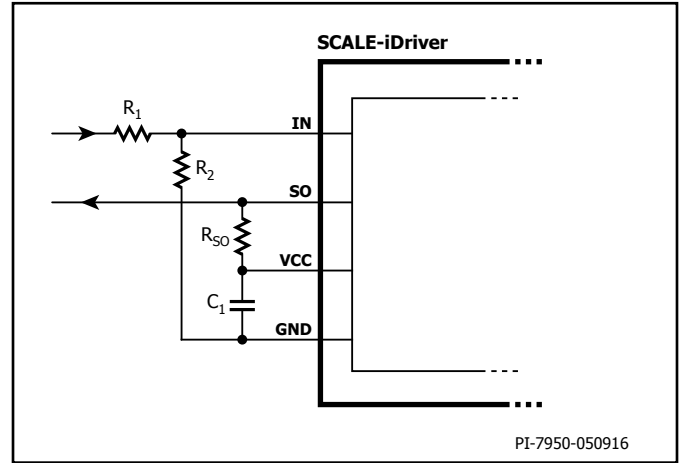 SCALE-iDriver
R1
IN
R2
SO
RSO
VCC
C1
GND
PI-7950-050916